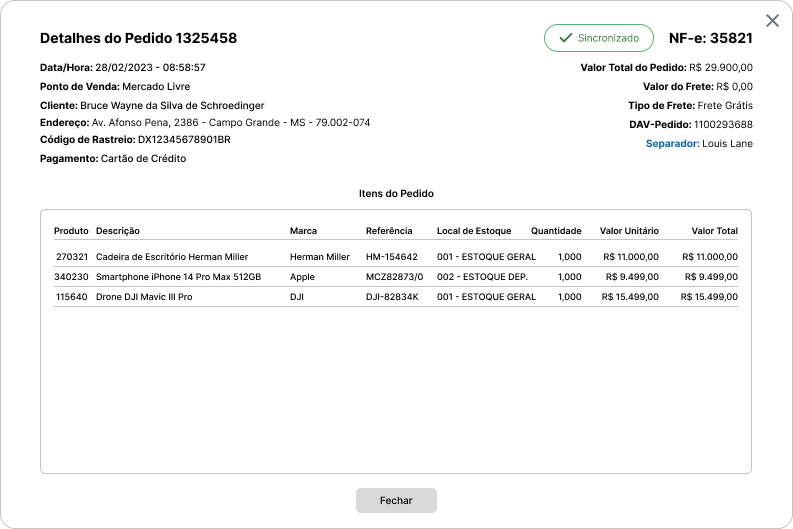 Detalhes do Pedido 1325458
Sincronizado
NF-e: 35821
Data/Hora: 28/02/2023 - 08:58:57
Valor Total do Pedido: R$ 29.900,00
Ponto de Venda: Mercado Livre
Valor do Frete: R$ 0,00
Cliente: Bruce Wayne da Silva de Schroedinger
Tipo de Frete: Frete Grátis
Endereço: Av. Afonso Pena, 2386 - Campo Grande - MS - 79.002-074
DAV-Pedido: 1100293688
Código de Rastreio: DX12345678901BR
Separador: Louis Lane
Pagamento: Cartão de Crédito
Itens do Pedido
Produto Descrição Marca Referência Local de Estoque Quantidade Valor Unitário Valor Total
270321 Cadeira de Escritório Herman Miller Herman Miller HM-154642 001 - ESTOQUE GERAL 1,000 R$ 11.000,00 R$ 11.000,00
340230 Smartphone iPhone 14 Pro Max 512GB Apple MCZ82873/0 002 - ESTOQUE DEP. 1,000 R$ 9.499,00 R$ 9.499,00
115640 Drone DJI Mavic III Pro DJI DJI-82834K 001 - ESTOQUE GERAL 1,000 R$ 15.499,00 R$ 15.499,00
Fechar